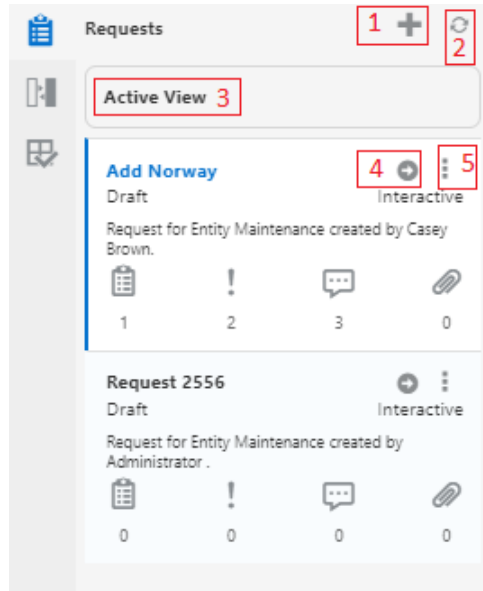 Requests 1
2
Active View 3
Add Norway 4 5
Draft Interactive
Request for Entity Maintenance created by Casey
Brown.
1 2 3 0
Request 2556
Draft Interactive
Request for Entity Maintenance created by
Administrator .
0 0 0 0